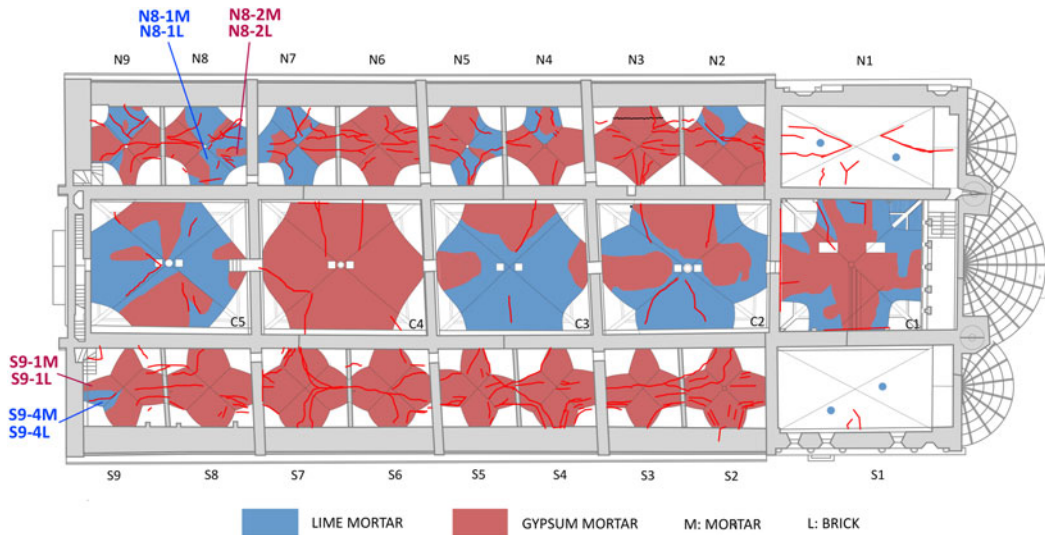 N8-1M
N8-1L
N8-2M
N8-2L
N9 N8 N7 N6 N5 N4 N3 N2 N1
C5 C4 C3 C2 C1
S9-1M
S9-1L
S9-4M
S9-4L
S9 S8 S7 S6 S5 S4 S3 S2 S1
LIME MORTAR GYPSUM MORTAR M: MORTAR L: BRICK